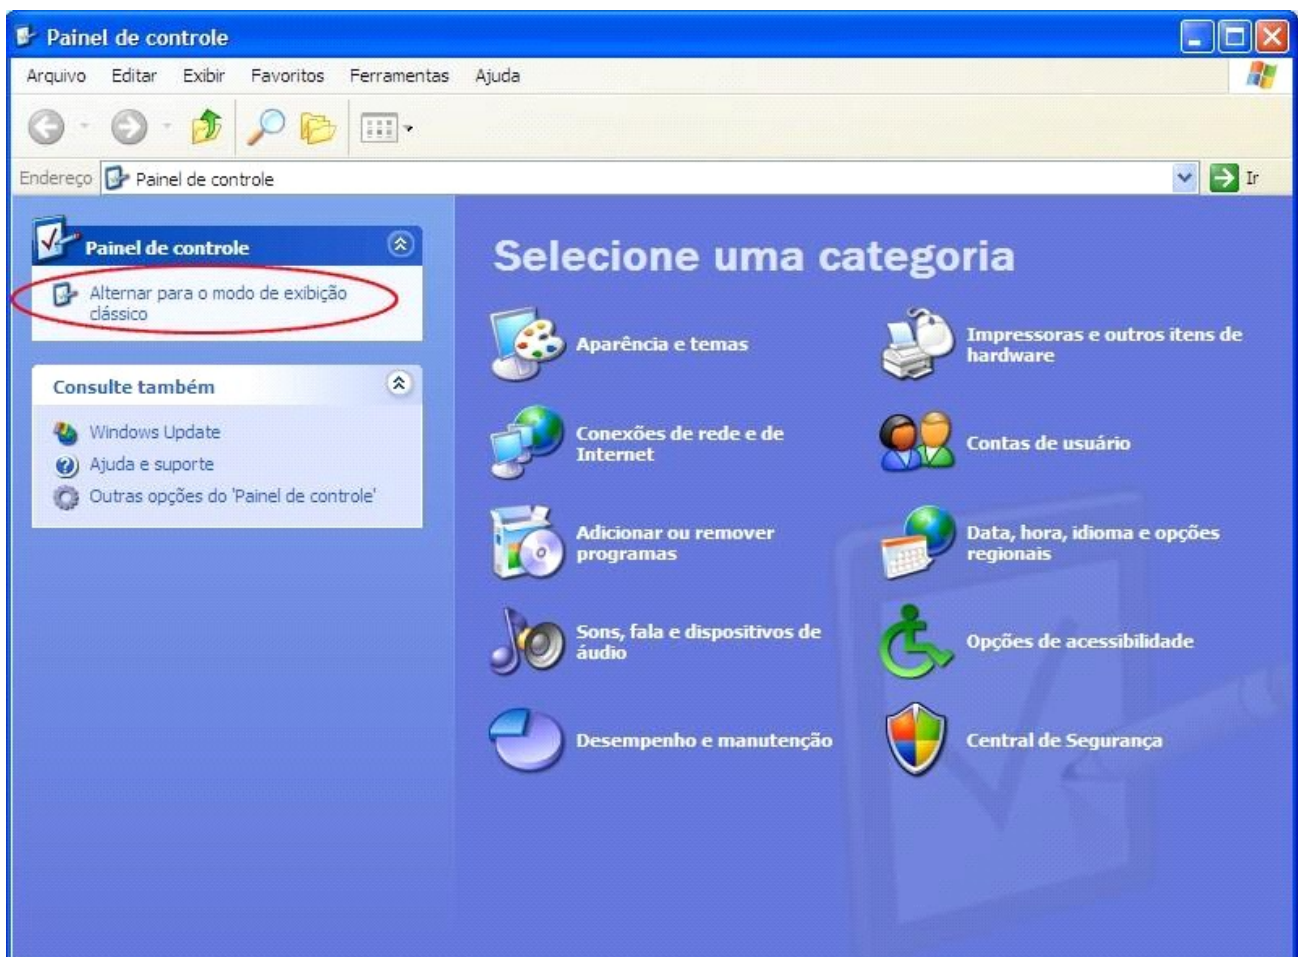 Painel de controle
Arquivo Editar Exibir Favoritos Ferramentas Ajuda
Endereço Painel de controle Ir
Painel de controle
Alternar para o modo de exibição
clássico
Consulte também
Windows Update
Ajuda e suporte
Outras opções do 'Painel de controle'
Selecione uma categoria
Aparência e temas
Impressoras e outros itens de
hardware
Conexões de rede e de
Internet
Contas de usuário
Adicionar ou remover
programas
Data, hora, idioma e opções
regionais
Sons, fala e dispositivos de
áudio
Opções de acessibilidade
Desempenho e manutenção
Central de Segurança